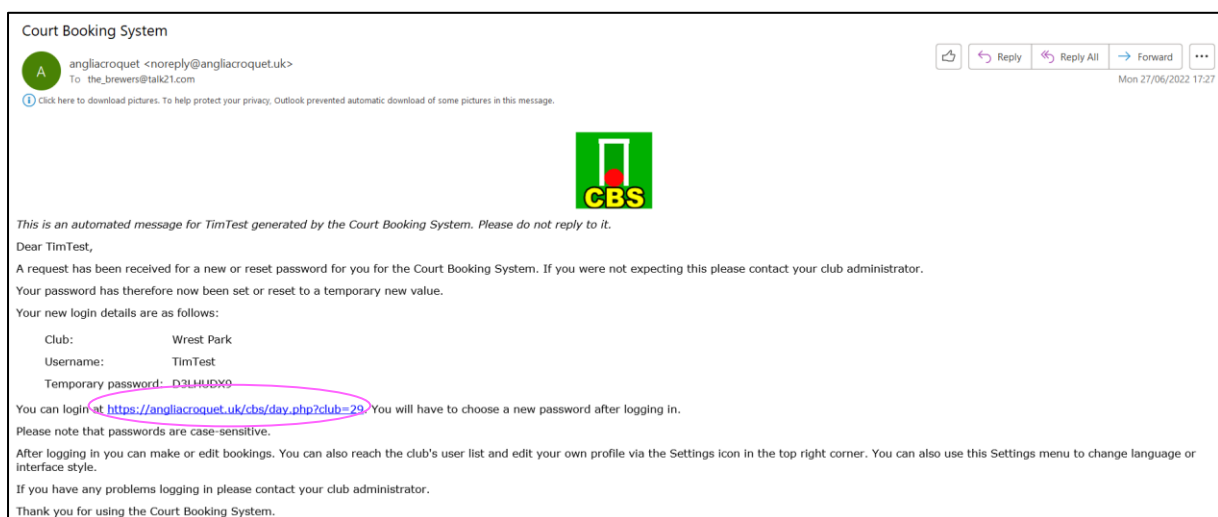 Court Booking System
A
angliacroquet <noreply@angliacroquet.uk>
To the_brewers@talk21.com
Reply
Reply All
Forward
Mon 27/06/2022 17:27
Click here to download pictures. To help protect your privacy, Outlook prevented automatic download of some pictures in this message.
CBS
This is an automated message for TimTest generated by the Court Booking System. Please do not reply to it.
Dear TimTest,
A request has been received for a new or reset password for you for the Court Booking System. If you were not expecting this please contact your club administrator.
Your password has therefore now been set or reset to a temporary new value.
Your new login details are as follows:
Club: Wrest Park
Username: TimTest
Temporary password: D3LHUDX9
You can login at https://angliacroquet.uk/cbs/day.php?club=29. You will have to choose a new password after logging in.
Please note that passwords are case-sensitive.
After logging in you can make or edit bookings. You can also reach the club's user list and edit your own profile via the Settings icon in the top right corner. You can also use this Settings menu to change language or
interface style.
If you have any problems logging in please contact your club administrator.
Thank you for using the Court Booking System.